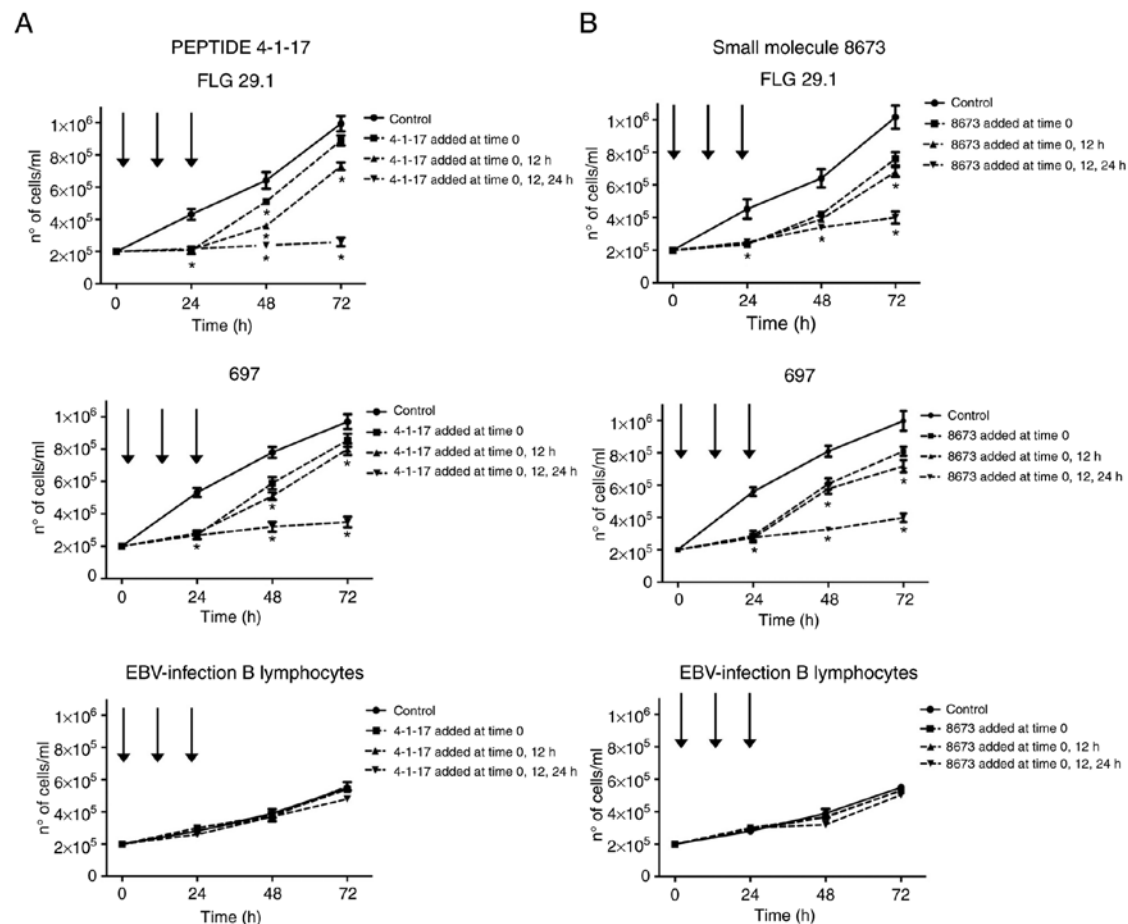 A
PEPTIDE 4-1-17
FLG 29.1
n° of cells/ml
1×10⁶
8×10⁵
6×10⁵
4×10⁵
2×10⁵
0
0 24 48 72
Time (h)
Control
4-1-17 added at time 0
4-1-17 added at time 0, 12 h
4-1-17 added at time 0, 12, 24 h
* * * * * *
697
n° of cells/ml
1×10⁶
8×10⁵
6×10⁵
4×10⁵
2×10⁵
0
0 24 48 72
Time (h)
Control
4-1-17 added at time 0
4-1-17 added at time 0, 12 h
4-1-17 added at time 0, 12, 24 h
* * * * *
EBV-infection B lymphocytes
n° of cells/ml
1×10⁶
8×10⁵
6×10⁵
4×10⁵
2×10⁵
0
0 24 48 72
Time (h)
Control
4-1-17 added at time 0
4-1-17 added at time 0, 12 h
4-1-17 added at time 0, 12, 24 h
B
Small molecule 8673
FLG 29.1
n° of cells/ml
1×10⁶
8×10⁵
6×10⁵
4×10⁵
2×10⁵
0
0 24 48 72
Time (h)
Control
8673 added at time 0
8673 added at time 0, 12 h
8673 added at time 0, 12, 24 h
* * * *
697
n° of cells/ml
1×10⁶
8×10⁵
6×10⁵
4×10⁵
2×10⁵
0
0 24 48 72
Time (h)
Control
8673 added at time 0
8673 added at time 0, 12 h
8673 added at time 0, 12, 24 h
* * * * *
EBV-infection B lymphocytes
n° of cells/ml
1×10⁶
8×10⁵
6×10⁵
4×10⁵
2×10⁵
0
0 24 48 72
Time (h)
Control
8673 added at time 0
8673 added at time 0, 12 h
8673 added at time 0, 12, 24 h